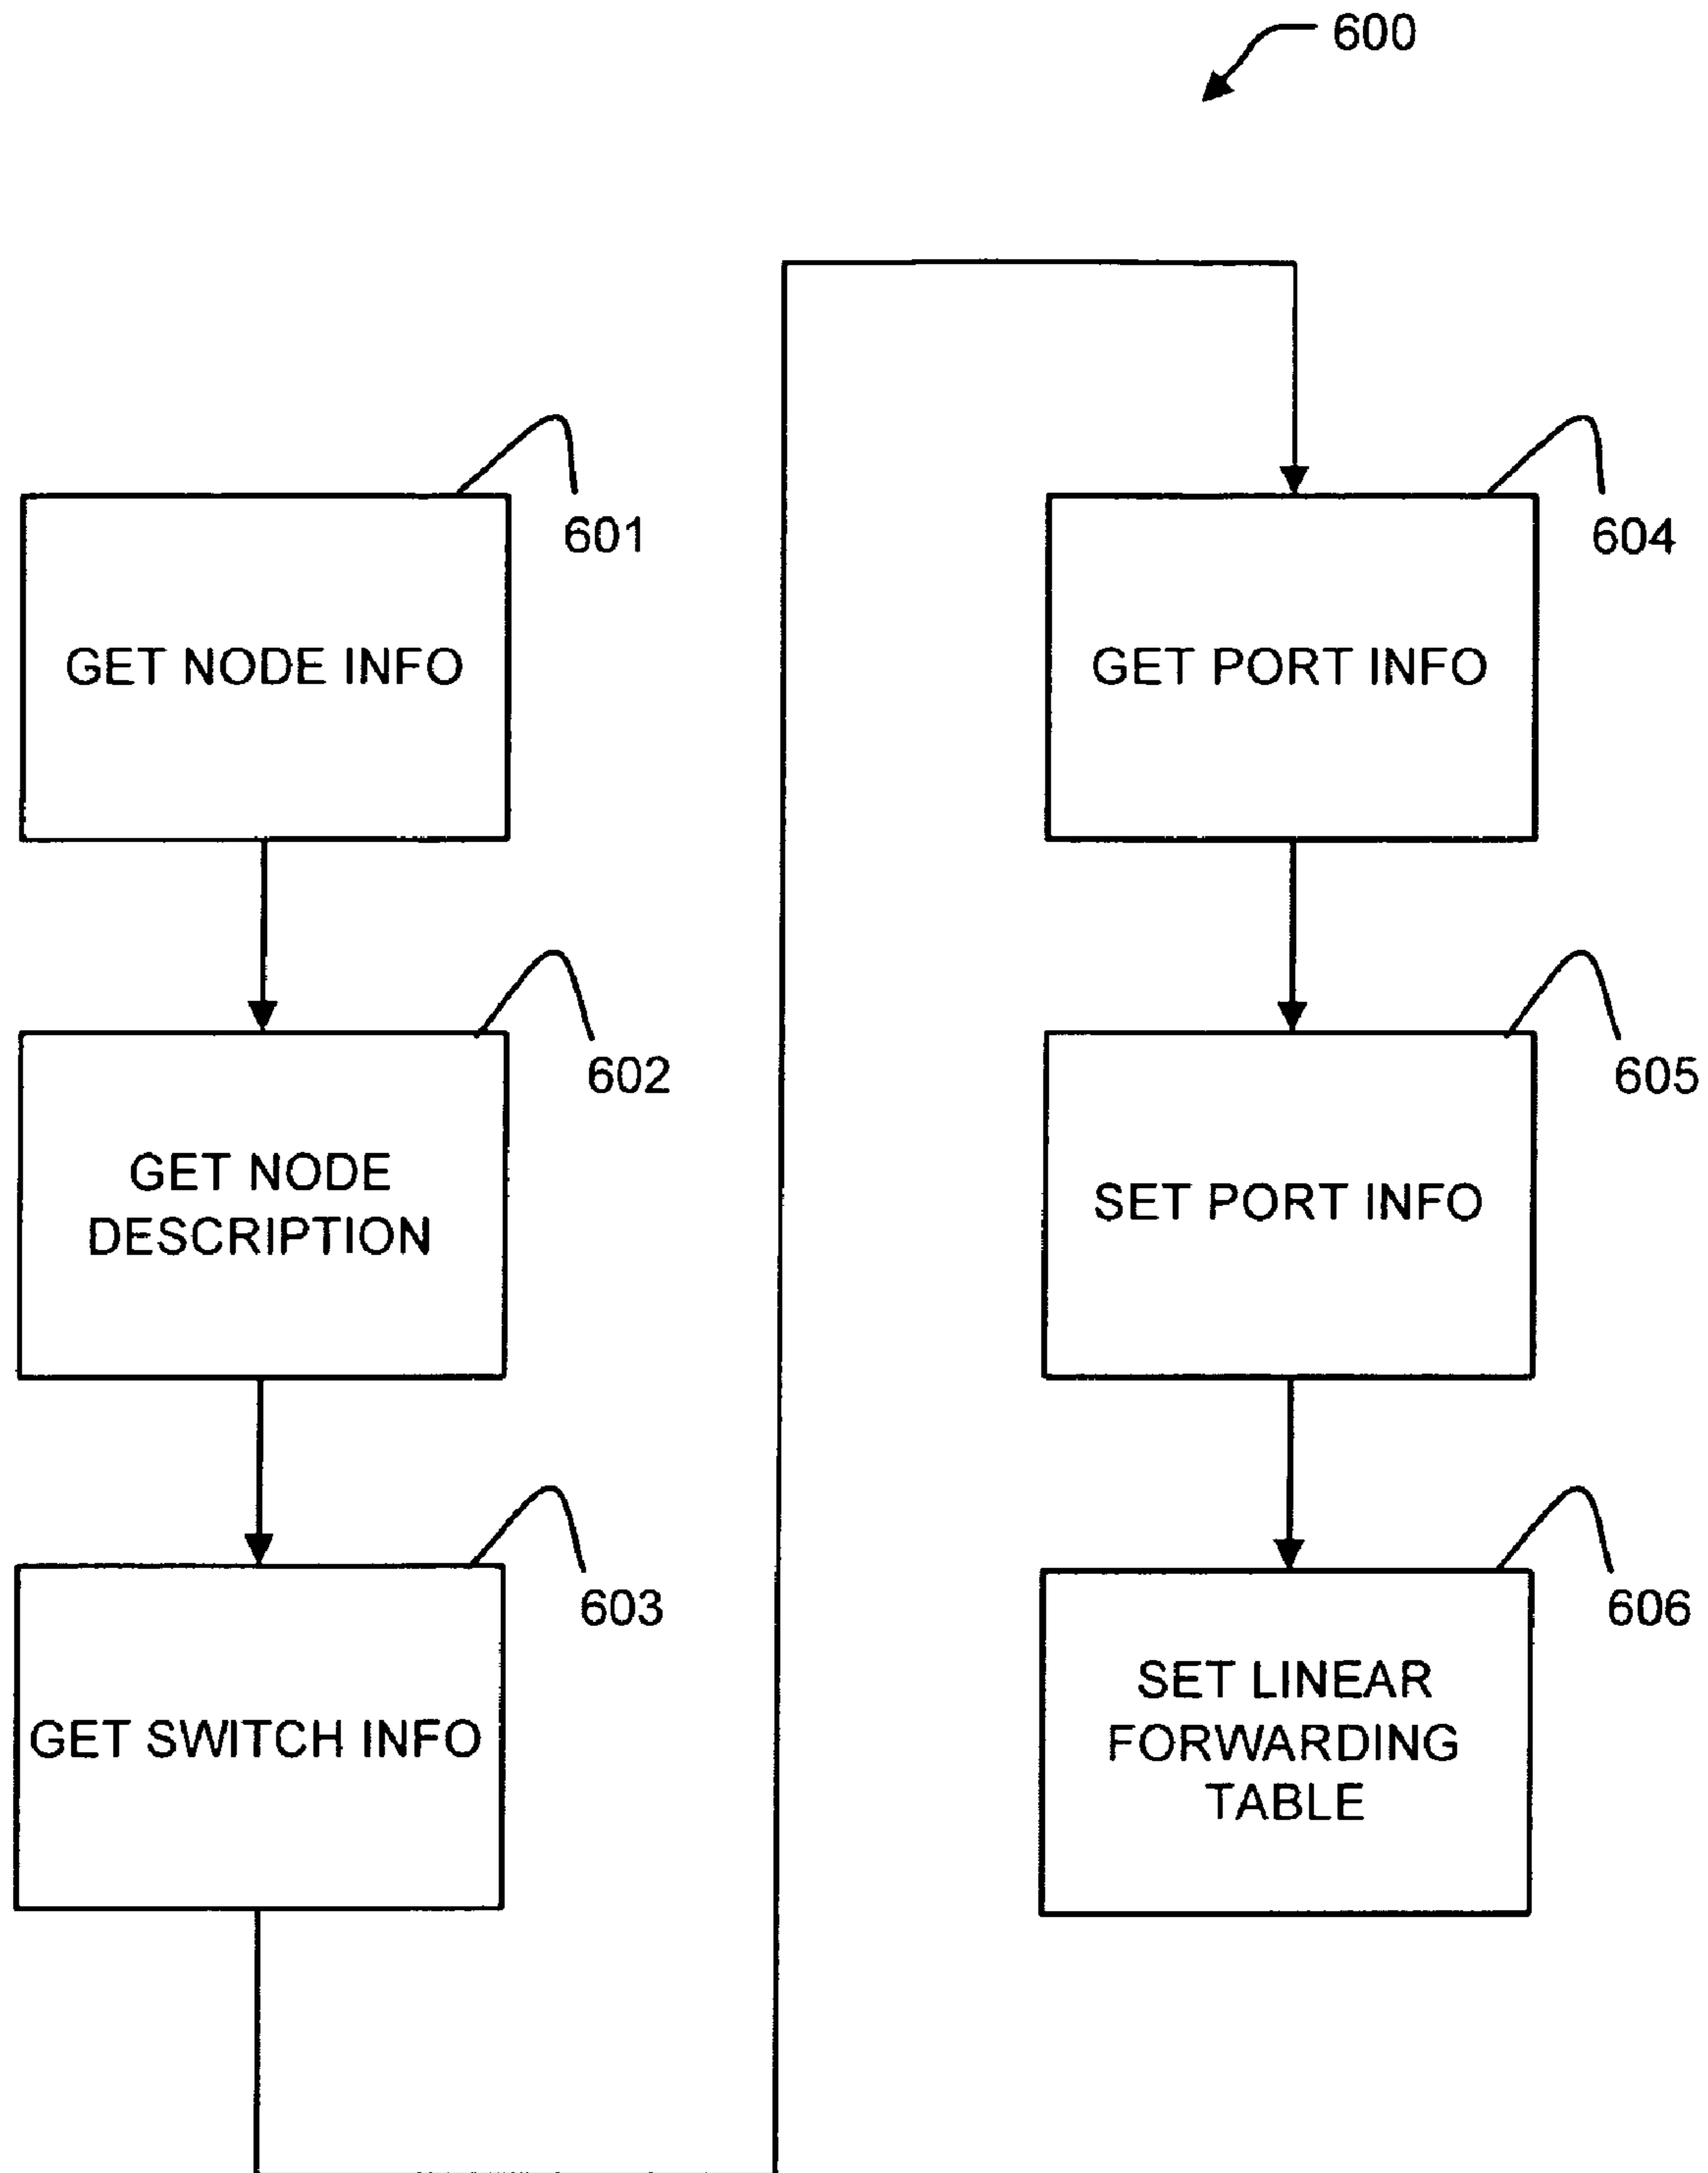 600
601
GET NODE INFO
602
GET NODE
DESCRIPTION
603
GET SWITCH INFO
604
GET PORT INFO
605
SET PORT INFO
606
SET LINEAR
FORWARDING
TABLE